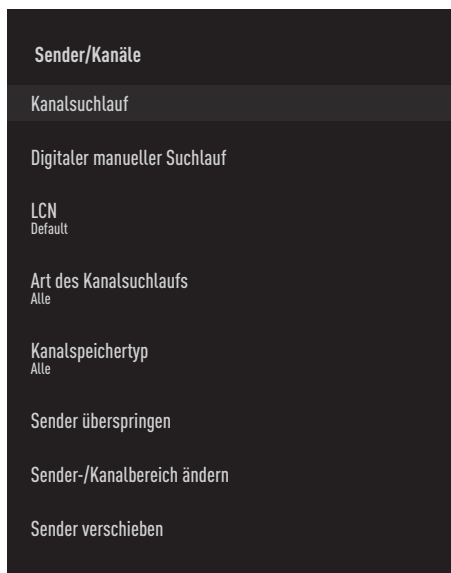 Sender/Kanäle
Kanalsuchlauf
Digitaler manueller Suchlauf
LCN
Default
Art des Kanalsuchlaufs
Alle
Kanalspeichertyp
Alle
Sender überspringen
Sender-/Kanalbereich ändern
Sender verschieben